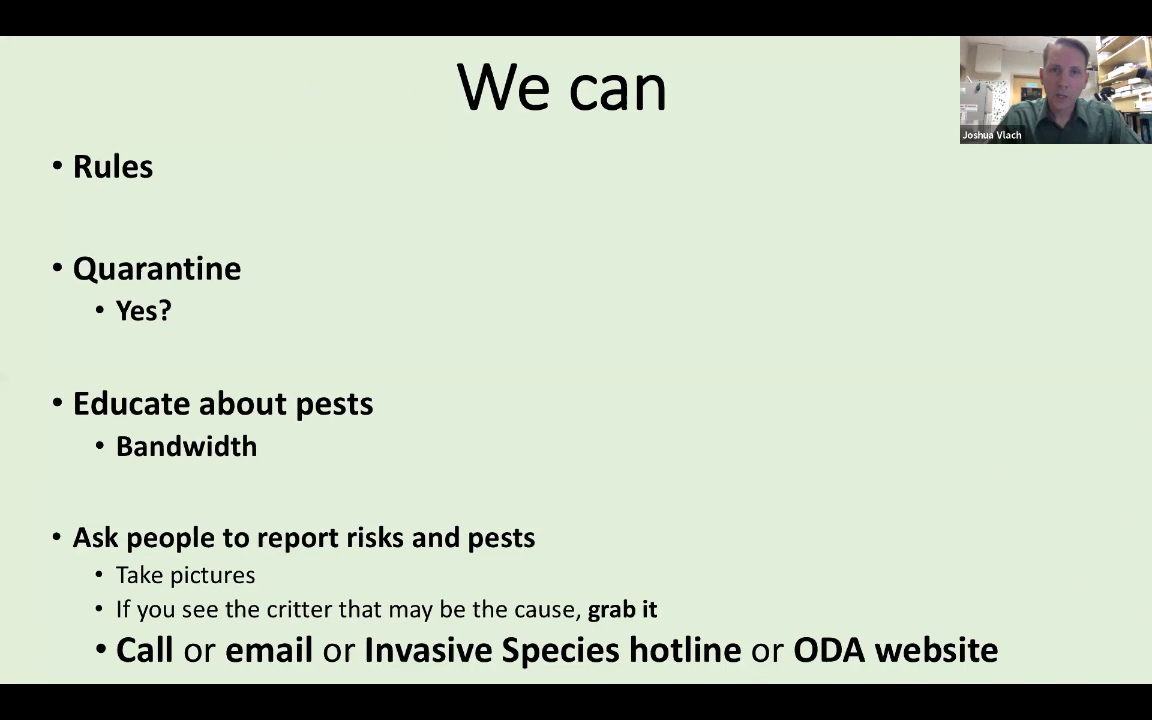 We can
Joshua Vlach
• Rules
• Quarantine
• Yes?
• Educate about pests
• Bandwidth
• Ask people to report risks and pests
• Take pictures
• If you see the critter that may be the cause, grab it
• Call or email or Invasive Species hotline or ODA website